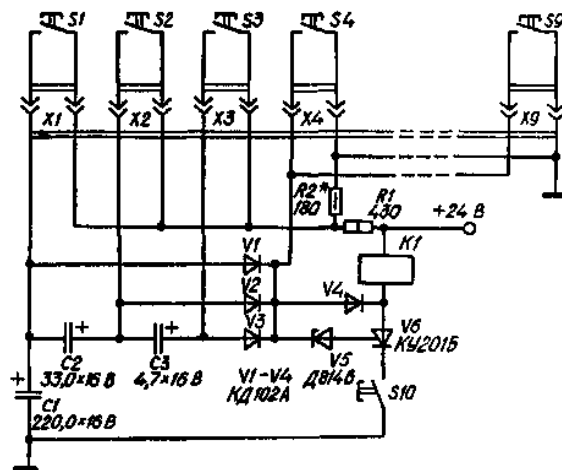 S1 S2 S3 S4 S9
X1 X2 X3 X4 X9
R2* 180
R1 430
+24 В
K1
V1
V2
V4
V3
V6 КУ201Б
C2 33,0×16 В
C3 4,7×16 В
V1-V4 КД102А
V5 Д814В
S10
C1 220,0×16 В